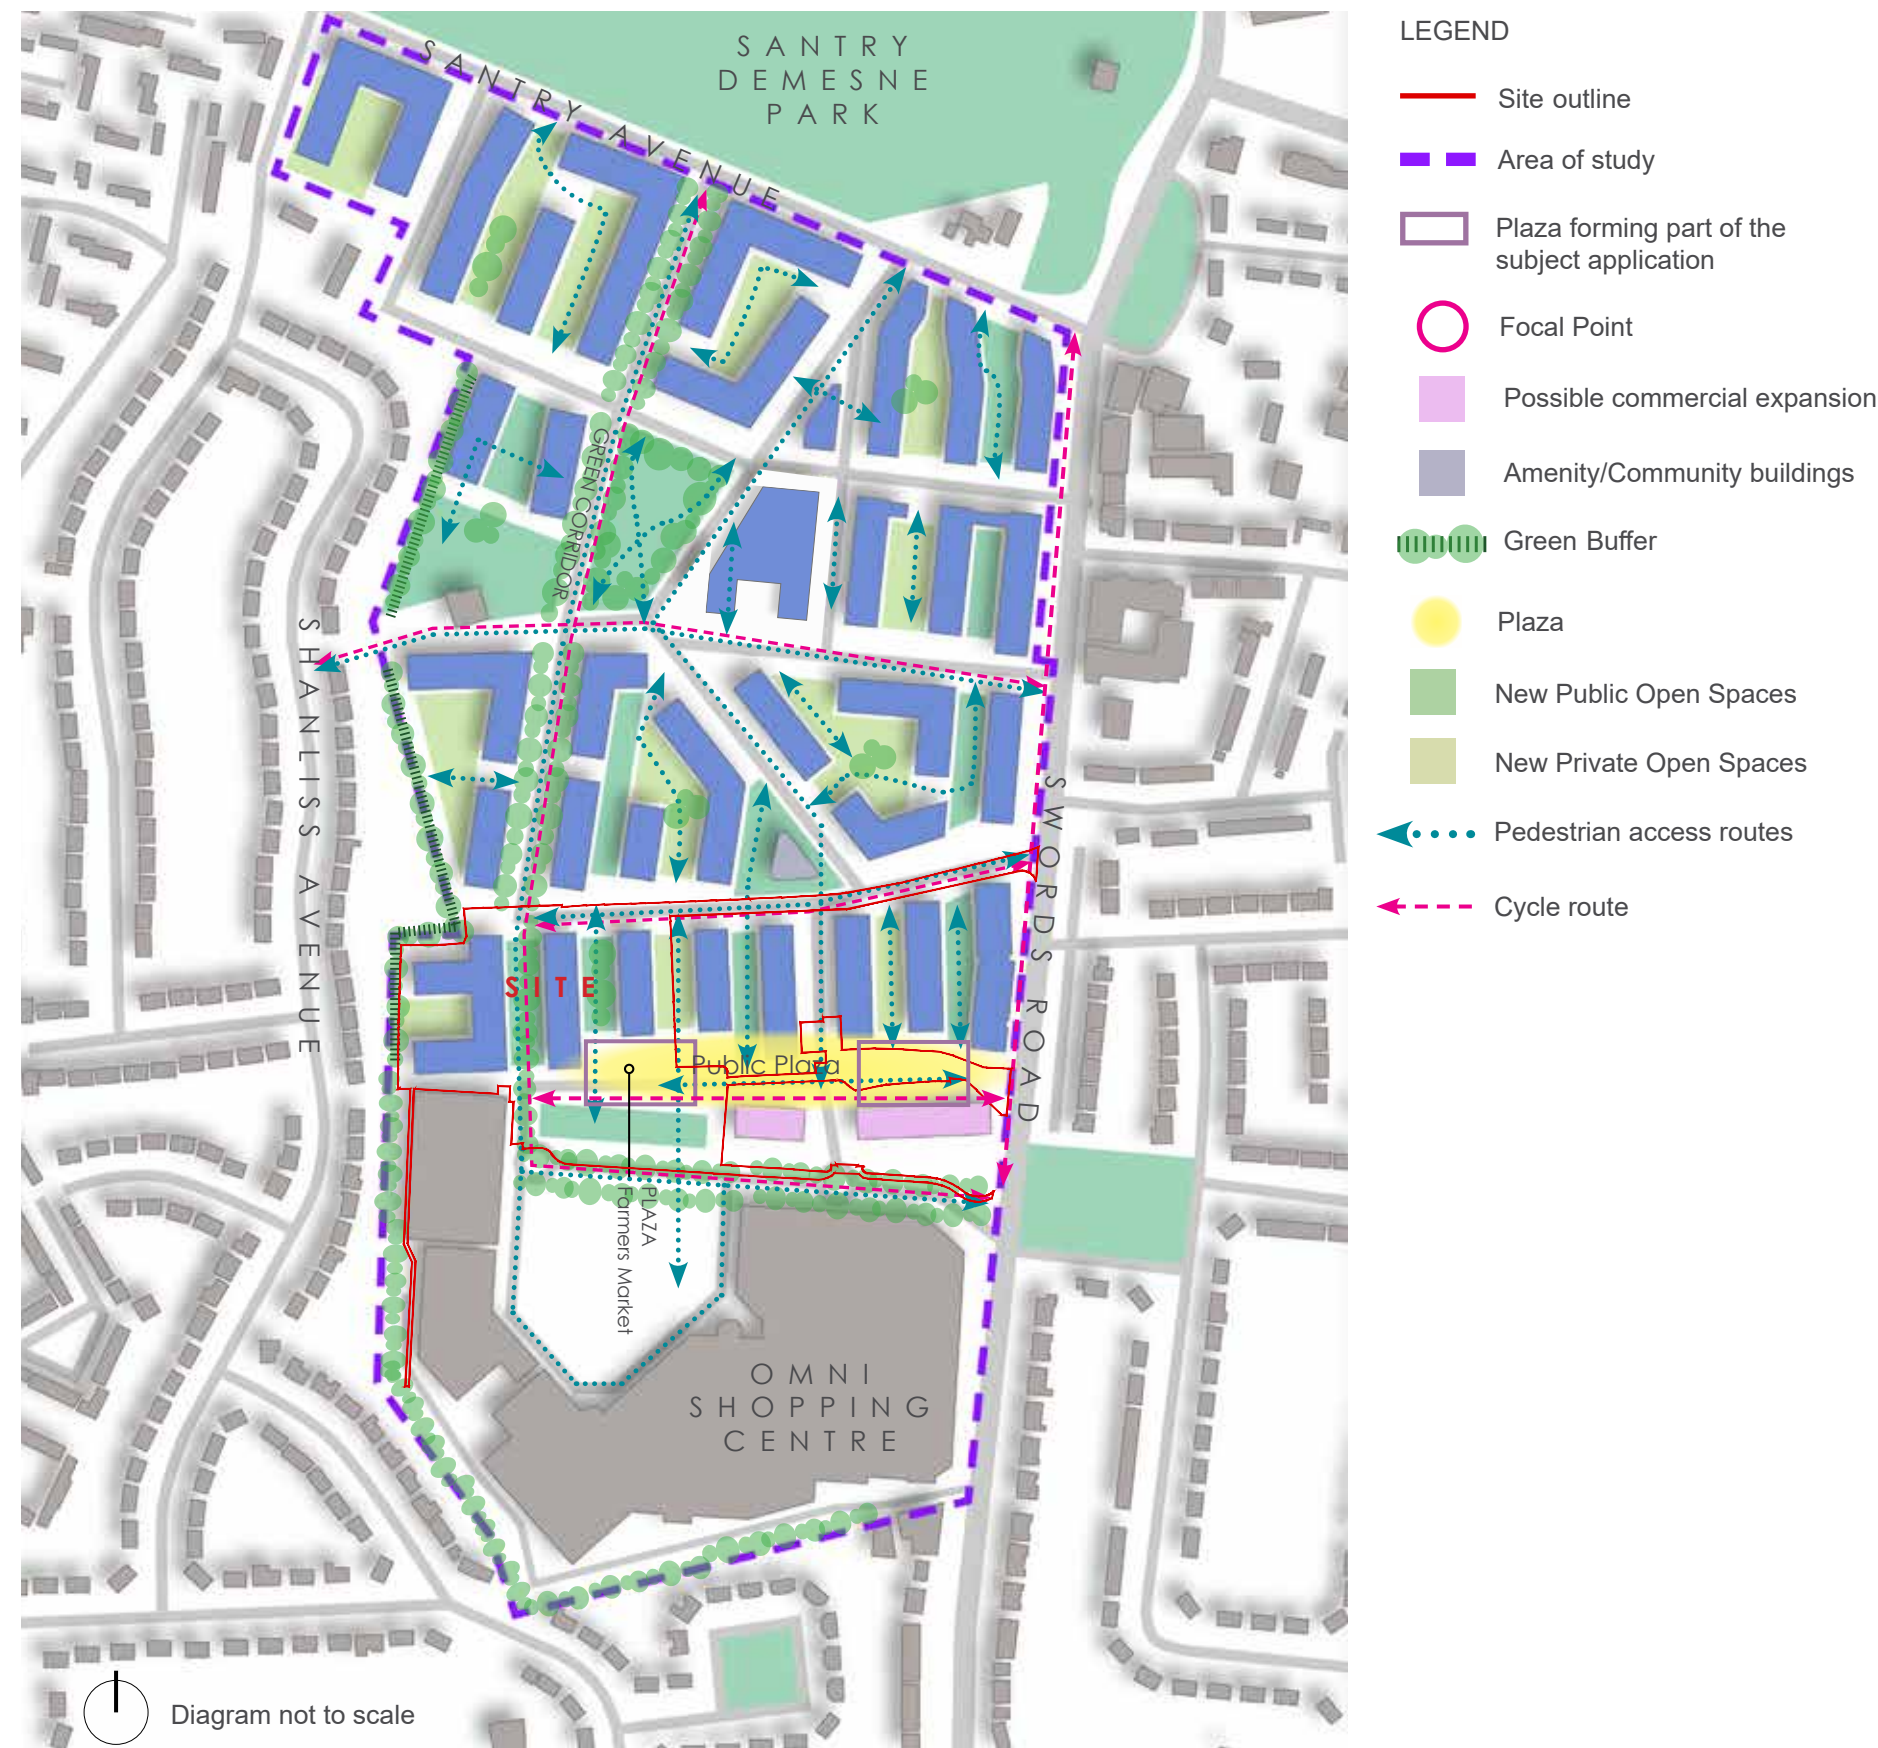 SANTRY
DEMESNE
PARK
SANTRY AVENUE
GREEN CORRIDOR
SHANLISS AVENUE
SWORDS ROAD
SITE
Public Plaza
PLAZA
Farmers Market
OMNI
SHOPPING
CENTRE
Diagram not to scale
LEGEND
Site outline
Area of study
Plaza forming part of the
subject application
Focal Point
Possible commercial expansion
Amenity/Community buildings
Green Buffer
Plaza
New Public Open Spaces
New Private Open Spaces
Pedestrian access routes
Cycle route